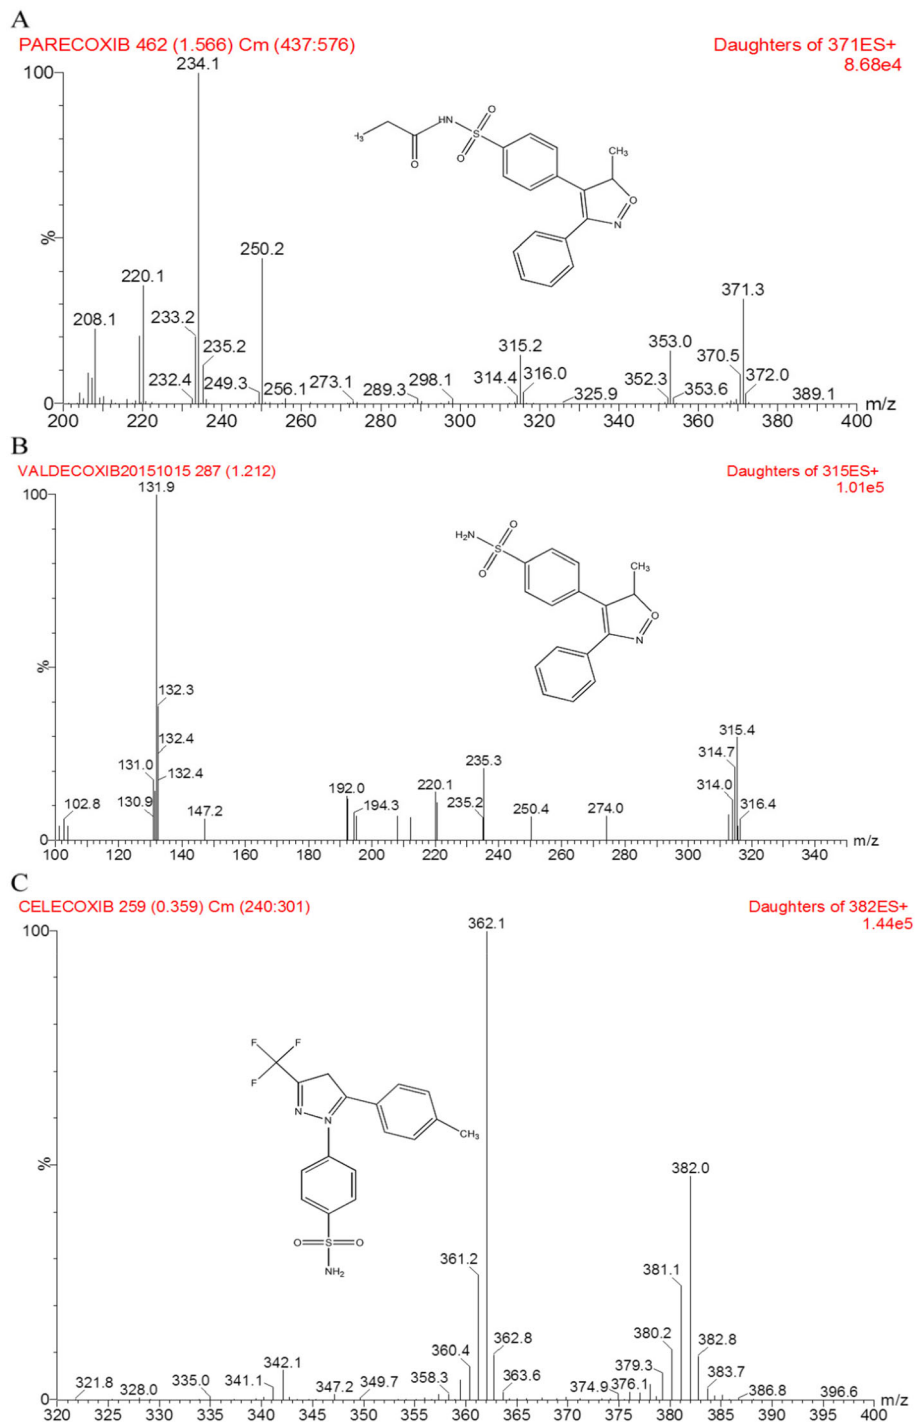 A
PARECOXIB 462 (1.566) Cm (437:576)
Daughters of 371ES+
8.68e4
100
234.1
%
250.2
220.1
208.1
233.2
235.2
232.4
249.3
256.1
273.1
289.3
298.1
315.2
314.4
316.0
325.9
353.0
352.3
353.6
371.3
370.5
372.0
389.1
H₃
O
HN
S
O
O
CH₃
O
N
0
m/z
200 220 240 260 280 300 320 340 360 380 400
B
VALDECOXIB20151015 287 (1.212)
Daughters of 315ES+
1.01e5
100
131.9
%
132.3
132.4
131.0
132.4
130.9
102.8
147.2
192.0
194.3
220.1
235.3
235.2
250.4
274.0
315.4
314.7
314.0
316.4
H₂N
S
O
O
CH₃
O
N
0
m/z
100 120 140 160 180 200 220 240 260 280 300 320 340
C
CELECOXIB 259 (0.359) Cm (240:301)
Daughters of 382ES+
1.44e5
100
362.1
%
382.0
361.2
381.1
362.8
380.2
382.8
360.4
379.3
363.6
383.7
342.1
341.1
358.3
321.8
328.0
335.0
347.2
349.7
374.9
376.1
386.8
396.6
F
F
F
N
N
CH₃
O
S
O
NH₂
0
m/z
320 325 330 335 340 345 350 355 360 365 370 375 380 385 390 395 400